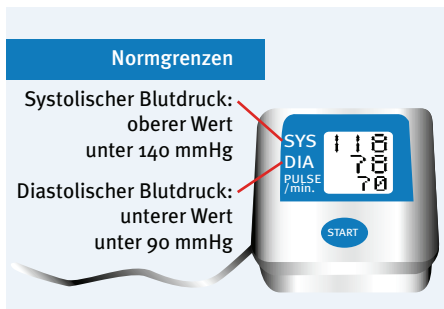 Normgrenzen
Systolischer Blutdruck:
oberer Wert
unter 140 mmHg
Diastolischer Blutdruck:
unterer Wert
unter 90 mmHg
SYS 118
DIA 78
PULSE
/min. 70
START